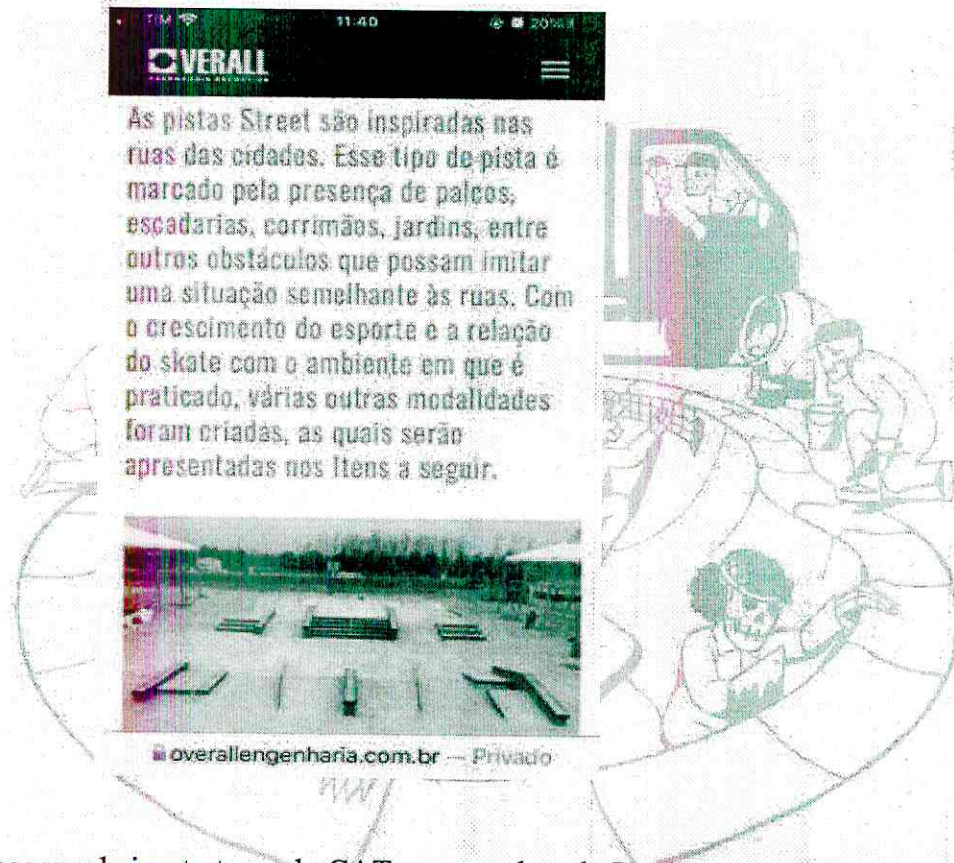 TIM
11:40
20%
OVERALL
As pistas Street são inspiradas nas
ruas das cidades. Esse tipo de pista é
marcado pela presença de palcos,
escadarias, corrimãos, jardins, entre
outros obstáculos que possam imitar
uma situação semelhante às ruas. Com
o crescimento do esporte e a relação
do skate com o ambiente em que é
praticado, várias outras modalidades
foram criadas, as quais serão
apresentadas nos itens a seguir.
overallengenharia.com.br — Privado